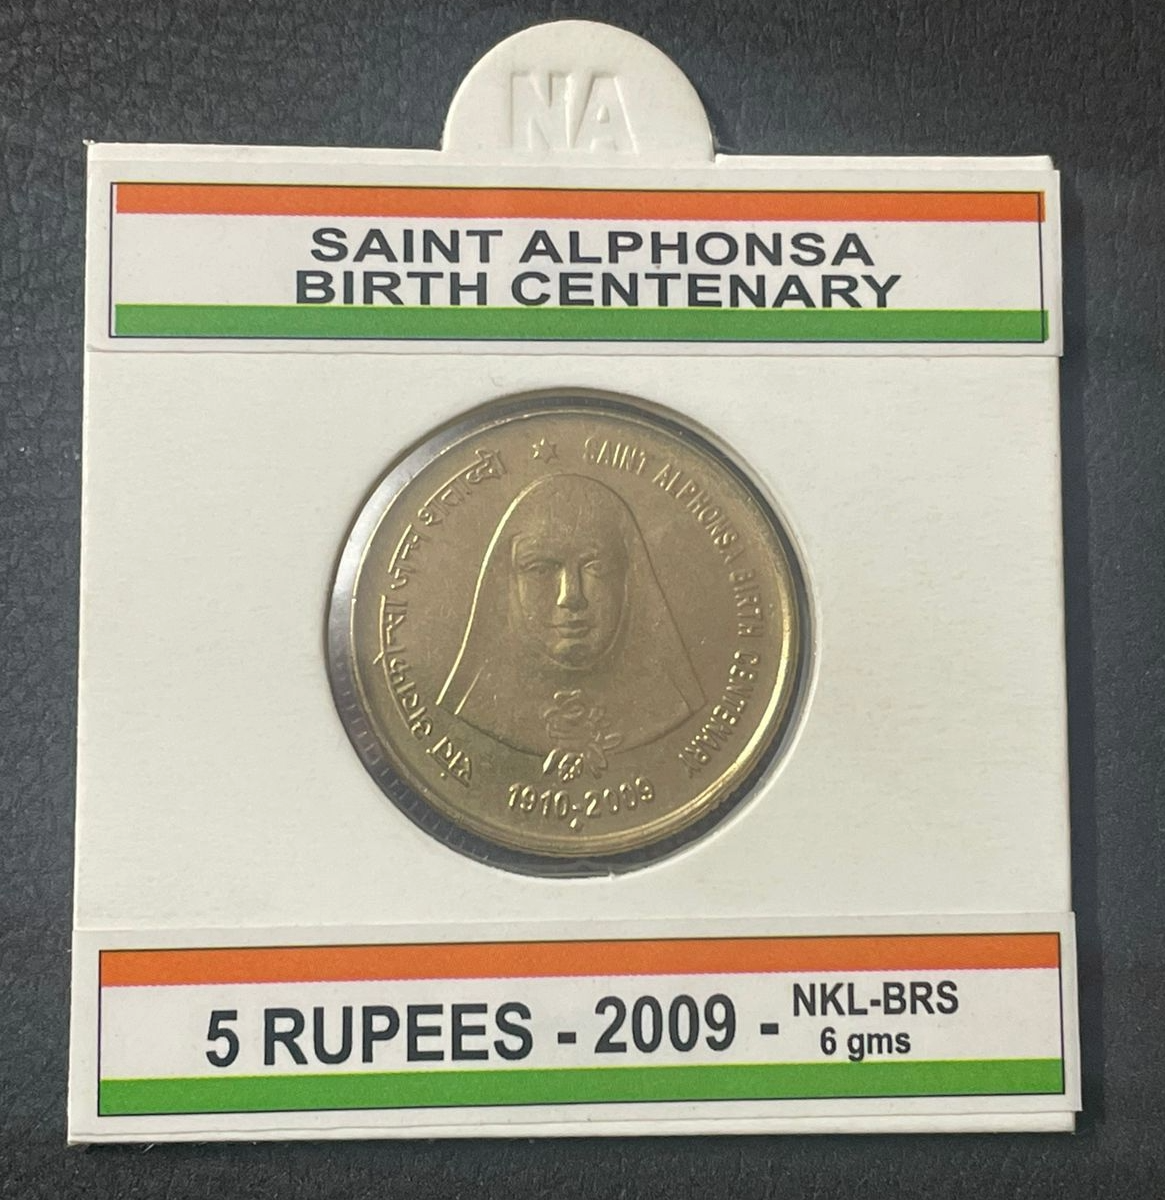 NA
SAINT ALPHONSA
BIRTH CENTENARY
संत अल्फोन्सा जन्म शताब्दी
SAINT ALPHONSA BIRTH CENTENARY
1910-2009
5 RUPEES - 2009 - NKL-BRS
6 gms